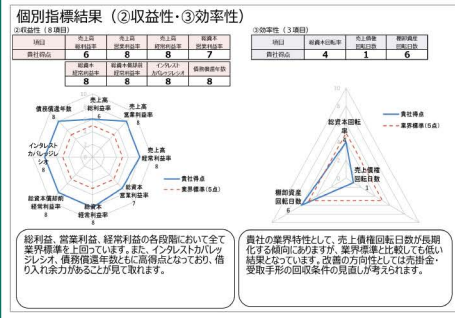 個別指標結果（②収益性・③効率性）
②収益性（８項目）
項目 売上高総利益率 売上高営業利益率 売上高経常利益率 総資本営業利益率
貴社得点 6 8 8 7
総資本経常利益率 総資本償却前経常利益率 インタレストカバレッジレシオ 債務償還年数
8 8 8 8
③効率性（３項目）
項目 総資本回転率 売上債権回転日数 棚卸資産回転日数
貴社得点 4 1 6
10
売上高
総利益率
6
売上高
営業利益率
8
売上高
経常利益率
8
総資本
営業利益率
7
総資本
経常利益率
8
総資本償却前
経常利益率
8
インタレスト
カバレッジレシ
オ 8
債務償還年数
8
貴社得点
業界標準(５点)
10
総資本回転
率
売上債権
回転日数
1
棚卸資産
回転日数
6
貴社得点
業界標準(５点)
総利益、営業利益、経常利益の各段階において全て
業界標準を上回っています。また、インタレストカバレッ
ジレシオ、債務償還年数ともに高得点となっており、借
り入れ余力があることが見て取れます。
貴社の業界特性として、売上債権回転日数が長期
化する傾向にありますが、業界標準と比較しても低い
結果となっています。改善の方向性としては売掛金・
受取手形の回収条件の見直しが考えられます。